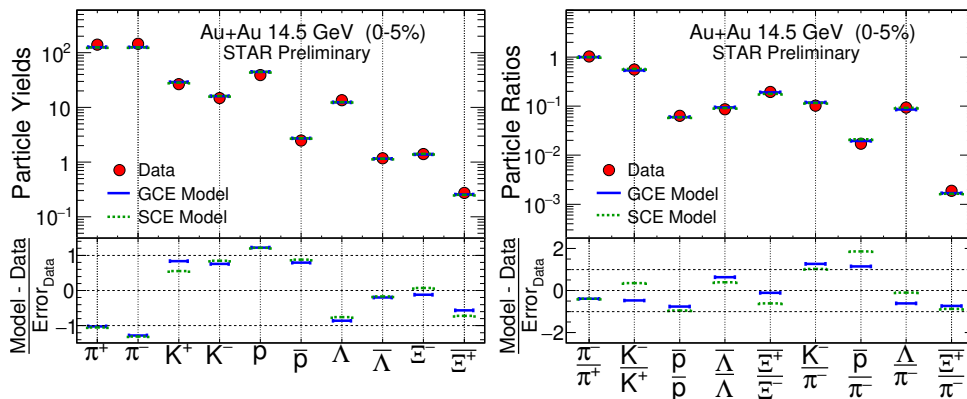 Au+Au 14.5 GeV (0-5%)
STAR Preliminary
Particle Yields
10²
10
1
10⁻¹
Data
GCE Model
SCE Model
Model - Data
Error_Data
1
0
−1
π⁺ π⁻ K⁺ K⁻ p p̅ Λ Λ̅ Ξ⁻ Ξ̅⁺
Au+Au 14.5 GeV (0-5%)
STAR Preliminary
Particle Ratios
1
10⁻¹
10⁻²
10⁻³
Data
GCE Model
SCE Model
Model - Data
Error_Data
2
0
−2
π⁻ K⁻ p̅ Λ̅ Ξ̅⁺ K⁻ p̅ Λ Ξ̅⁺
π⁺ K⁺ p Λ Ξ⁻ π⁻ π⁻ π⁻ π⁻